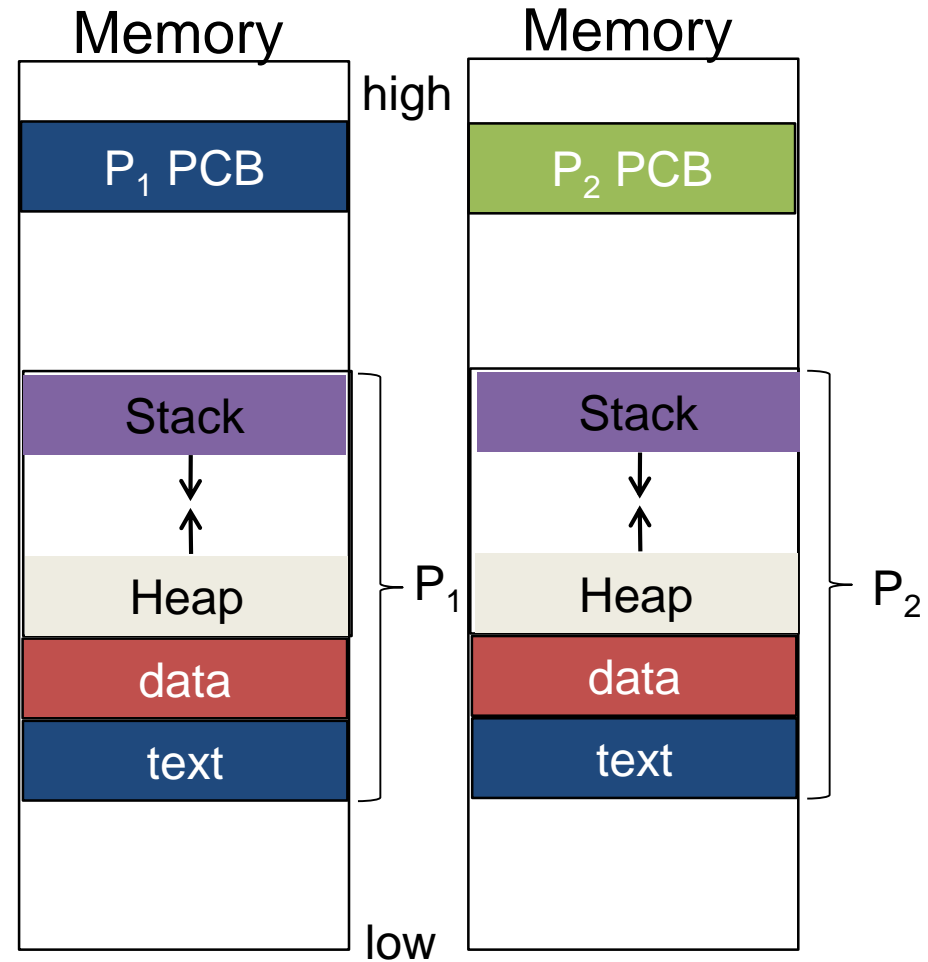 Memory
high
P₁ PCB
Stack
Heap
P₁
data
text
low
Memory
P₂ PCB
Stack
Heap
P₂
data
text